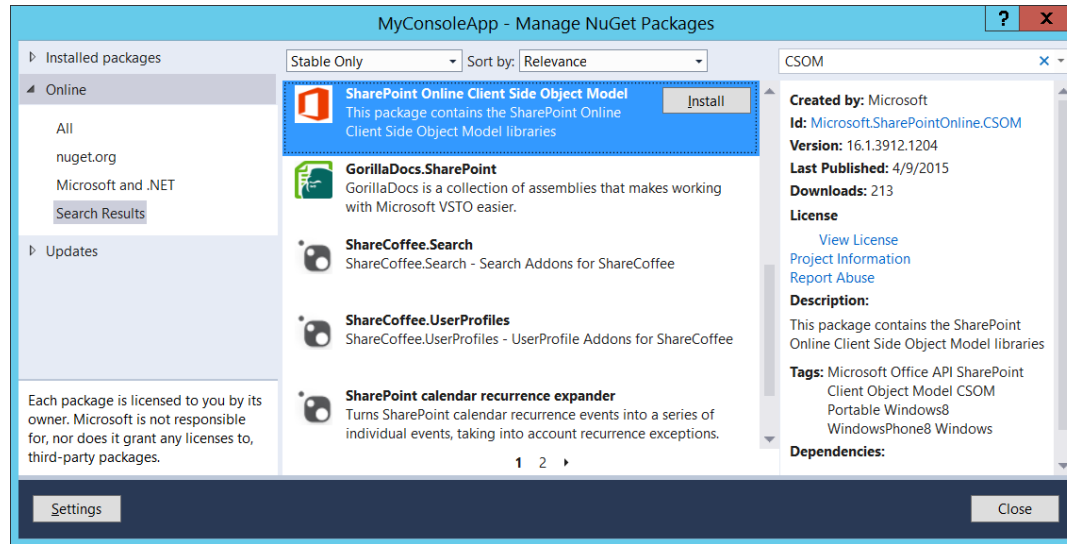 MyConsoleApp - Manage NuGet Packages
? X
Installed packages
Online
All
nuget.org
Microsoft and .NET
Search Results
Updates
Each package is licensed to you by its
owner. Microsoft is not responsible
for, nor does it grant any licenses to,
third-party packages.
Stable Only
Sort by: Relevance
SharePoint Online Client Side Object Model
This package contains the SharePoint Online
Client Side Object Model libraries
Install
GorillaDocs.SharePoint
GorillaDocs is a collection of assemblies that makes working
with Microsoft VSTO easier.
ShareCoffee.Search
ShareCoffee.Search - Search Addons for ShareCoffee
ShareCoffee.UserProfiles
ShareCoffee.UserProfiles - UserProfile Addons for ShareCoffee
SharePoint calendar recurrence expander
Turns SharePoint calendar recurrence events into a series of
individual events, taking into account recurrence exceptions.
1 2
CSOM
Created by: Microsoft
Id: Microsoft.SharePointOnline.CSOM
Version: 16.1.3912.1204
Last Published: 4/9/2015
Downloads: 213
License
View License
Project Information
Report Abuse
Description:
This package contains the SharePoint
Online Client Side Object Model libraries
Tags: Microsoft Office API SharePoint
Client Object Model CSOM
Portable Windows8
WindowsPhone8 Windows
Dependencies:
Settings
Close